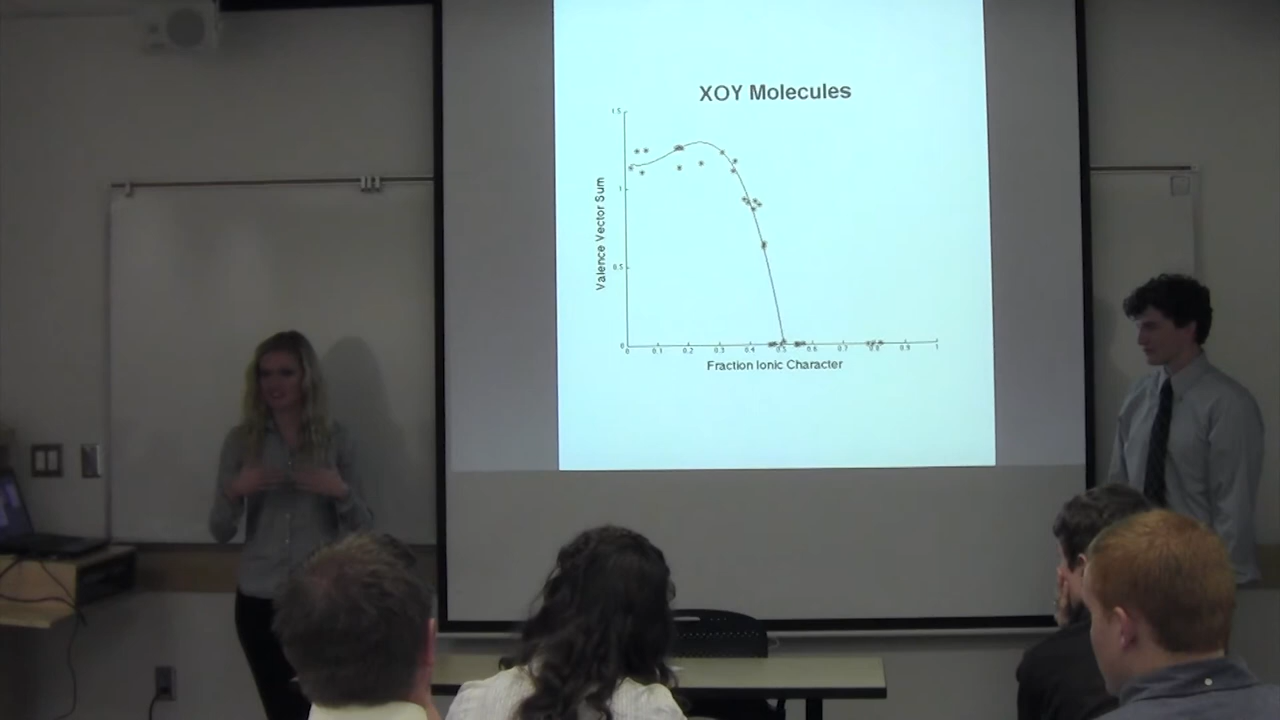 XOY Molecules
1.5
1
0.5
0
Valence Vector Sum
0 0.1 0.2 0.3 0.4 0.5 0.6 0.7 0.8 0.9 1
Fraction Ionic Character